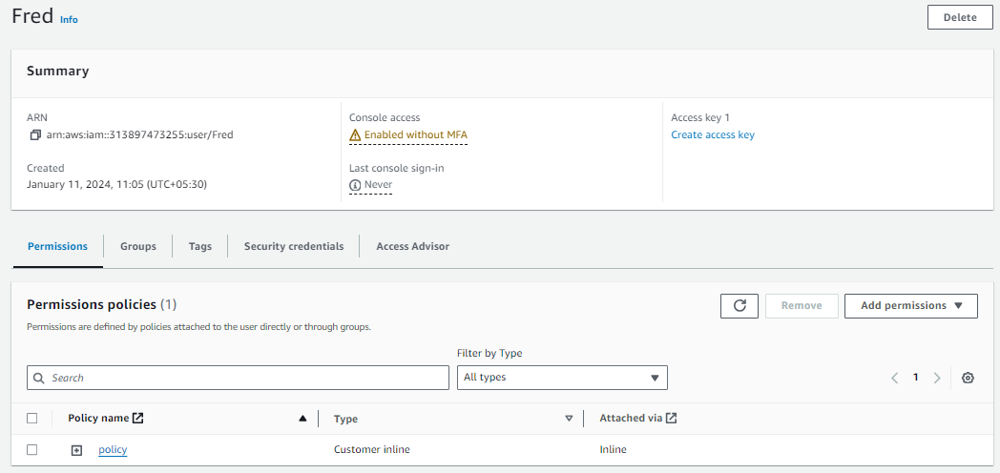 Fred Info
Delete
Summary
ARN
arn:aws:iam::313897473255:user/Fred
Console access
Enabled without MFA
Access key 1
Create access key
Created
January 11, 2024, 11:05 (UTC+05:30)
Last console sign-in
Never
Permissions Groups Tags Security credentials Access Advisor
Permissions policies (1)
Remove
Add permissions
Permissions are defined by policies attached to the user directly or through groups.
Filter by Type
Search
All types
1
Policy name Type Attached via
policy Customer inline Inline